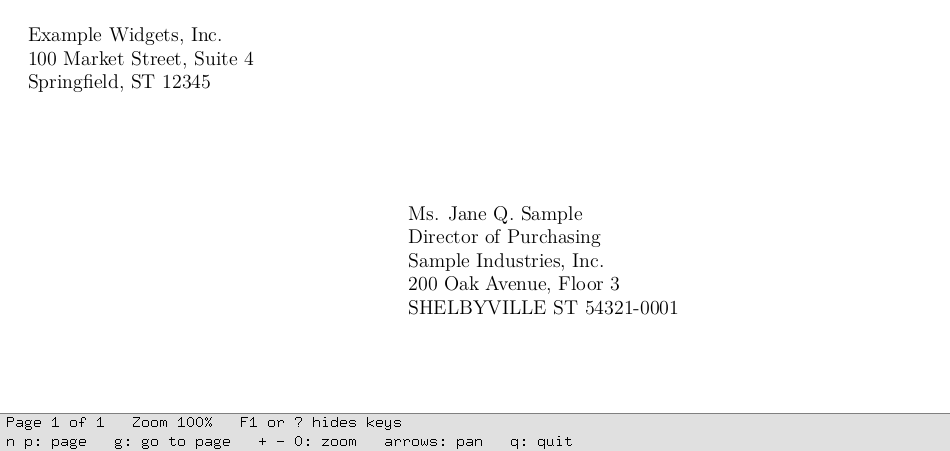 Example Widgets, Inc.
100 Market Street, Suite 4
Springfield, ST 12345
Ms. Jane Q. Sample
Director of Purchasing
Sample Industries, Inc.
200 Oak Avenue, Floor 3
SHELBYVILLE ST 54321-0001
Page 1 of 1   Zoom 100%   F1 or ? hides keys
n p: page   g: go to page   + - 0: zoom   arrows: pan   q: quit